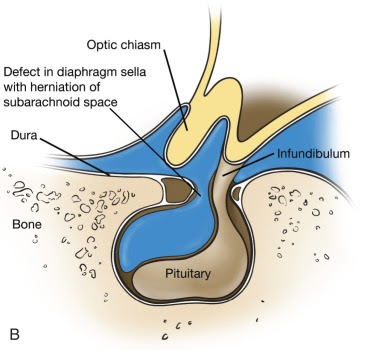 Optic chiasm
Defect in diaphragm sella
with herniation of
subarachnoid space
Dura
Infundibulum
Bone
Pituitary
B